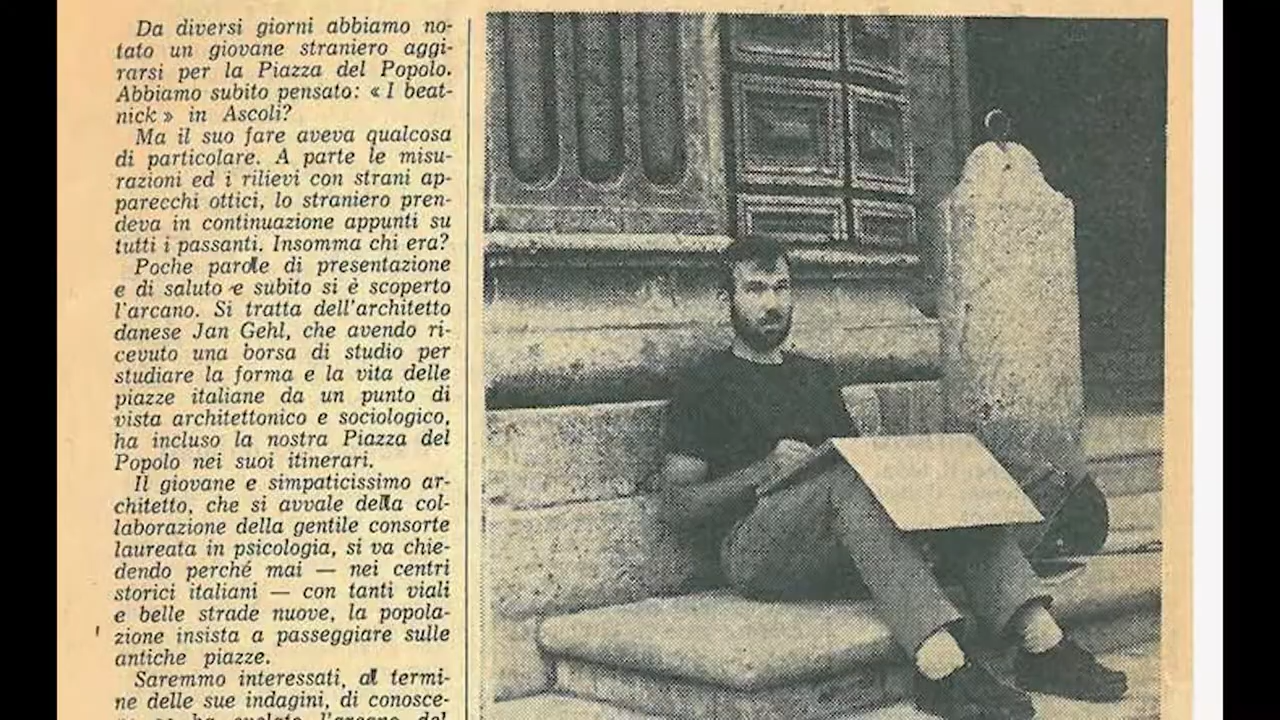 Da diversi giorni abbiamo no-
tato un giovane straniero aggi-
rarsi per la Piazza del Popolo.
Abbiamo subito pensato: « I beat-
nick » in Ascoli?
Ma il suo fare aveva qualcosa
di particolare. A parte le misu-
razioni ed i rilievi con strani ap-
parecchi ottici, lo straniero pren-
deva in continuazione appunti su
tutti i passanti. Insomma chi era?
Poche parole di presentazione
e di saluto e subito si è scoperto
l'arcano. Si tratta dell'architetto
danese Jan Gehl, che avendo ri-
cevuto una borsa di studio per
studiare la forma e la vita delle
piazze italiane da un punto di
vista architettonico e sociologico,
ha incluso la nostra Piazza del
Popolo nei suoi itinerari.
Il giovane e simpaticissimo ar-
chitetto, che si avvale della col-
laborazione della gentile consorte
laureata in psicologia, si va chie-
dendo perché mai — nei centri
storici italiani — con tanti viali
e belle strade nuove, la popola-
zione insista a passeggiare sulle
antiche piazze.
Saremmo interessati, al termi-
ne delle sue indagini, di conosce-
l'arcano del